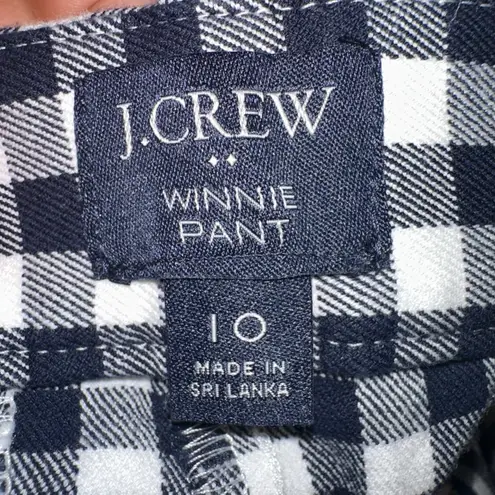 J.CREW
WINNIE
PANT
10
MADE IN
SRI LANKA